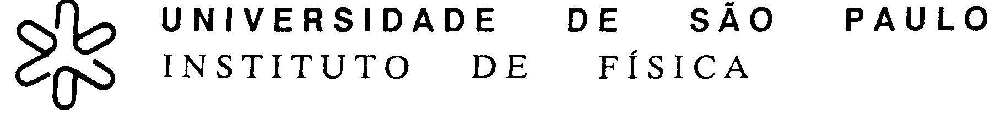 UNIVERSIDADE DE SÃO PAULO
INSTITUTO DE FÍSICA